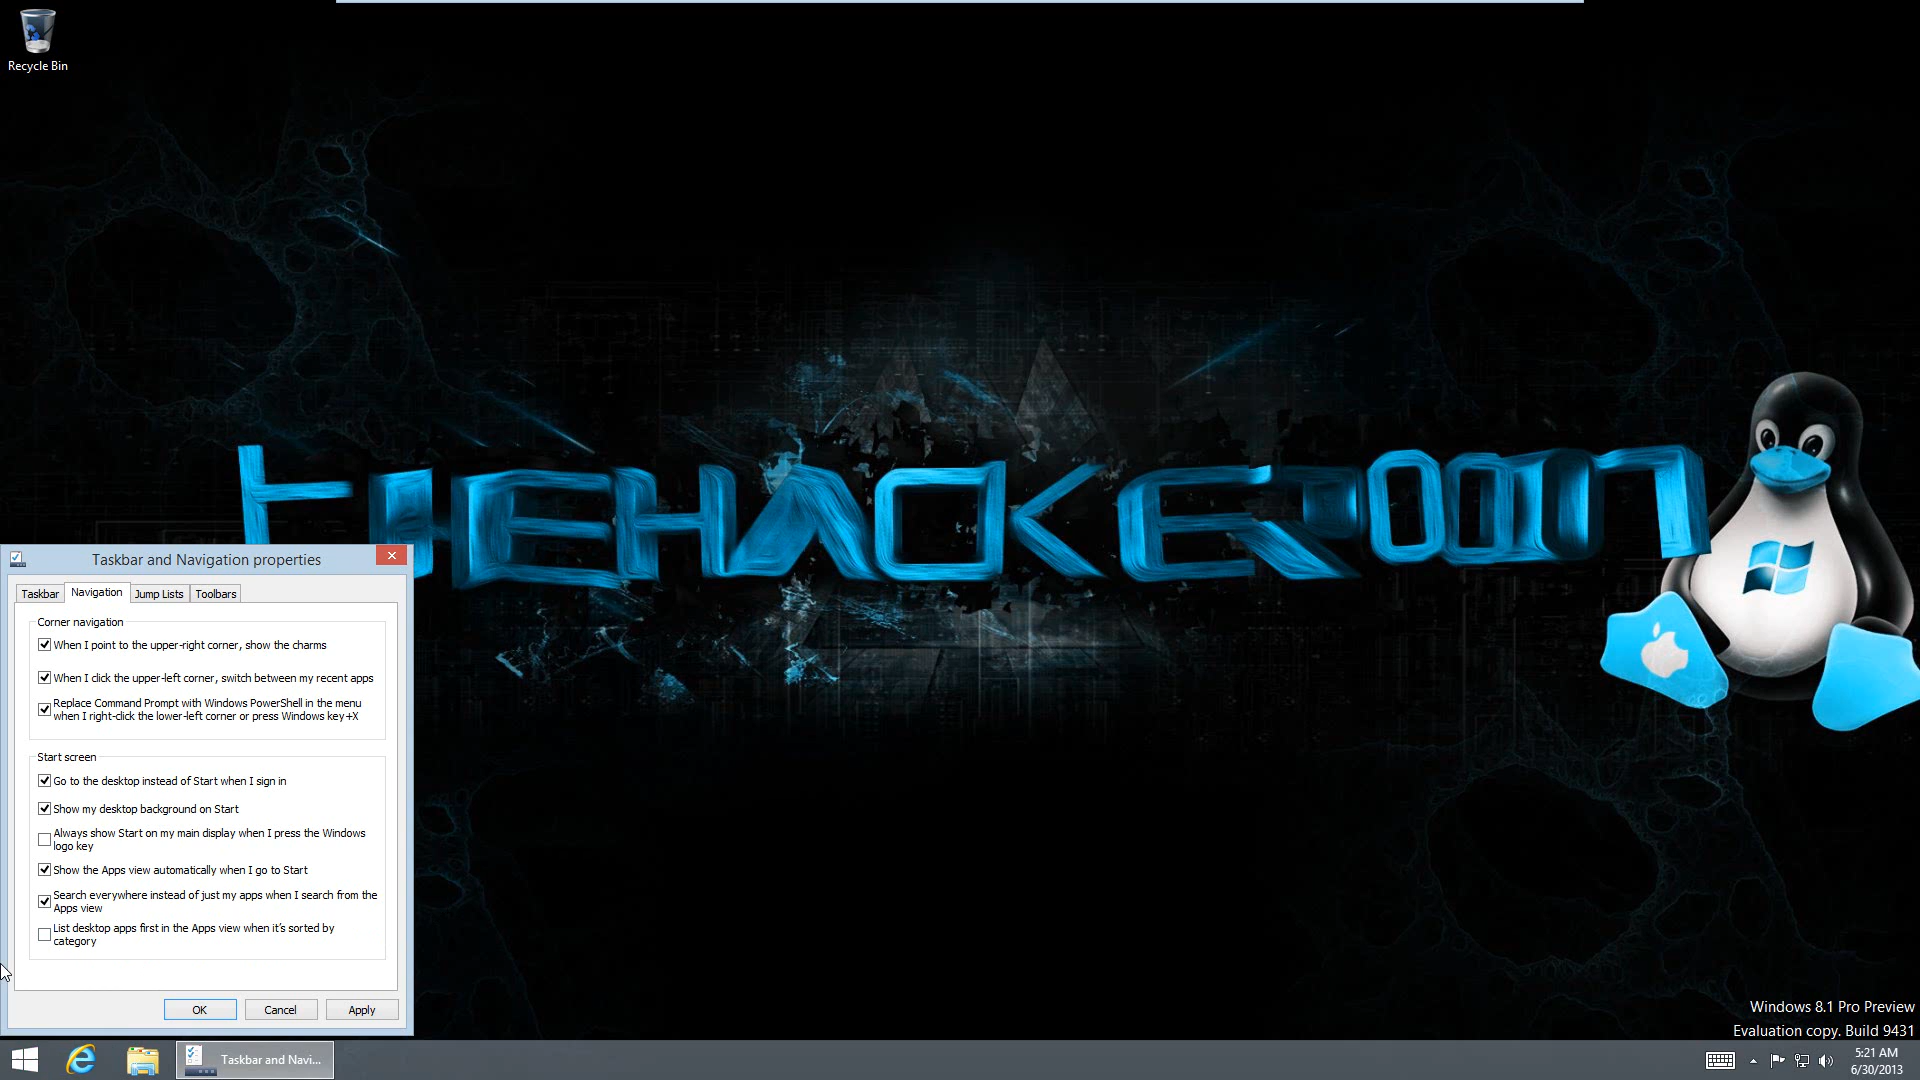 Recycle Bin
THEHACKER0017
Taskbar and Navigation properties
Taskbar
Navigation
Jump Lists
Toolbars
Corner navigation
When I point to the upper-right corner, show the charms
When I click the upper-left corner, switch between my recent apps
Replace Command Prompt with Windows PowerShell in the menu
when I right-click the lower-left corner or press Windows key+X
Start screen
Go to the desktop instead of Start when I sign in
Show my desktop background on Start
Always show Start on my main display when I press the Windows
logo key
Show the Apps view automatically when I go to Start
Search everywhere instead of just my apps when I search from the
Apps view
List desktop apps first in the Apps view when it's sorted by
category
OK
Cancel
Apply
Windows 8.1 Pro Preview
Evaluation copy. Build 9431
Taskbar and Navi...
5:21 AM
6/30/2013